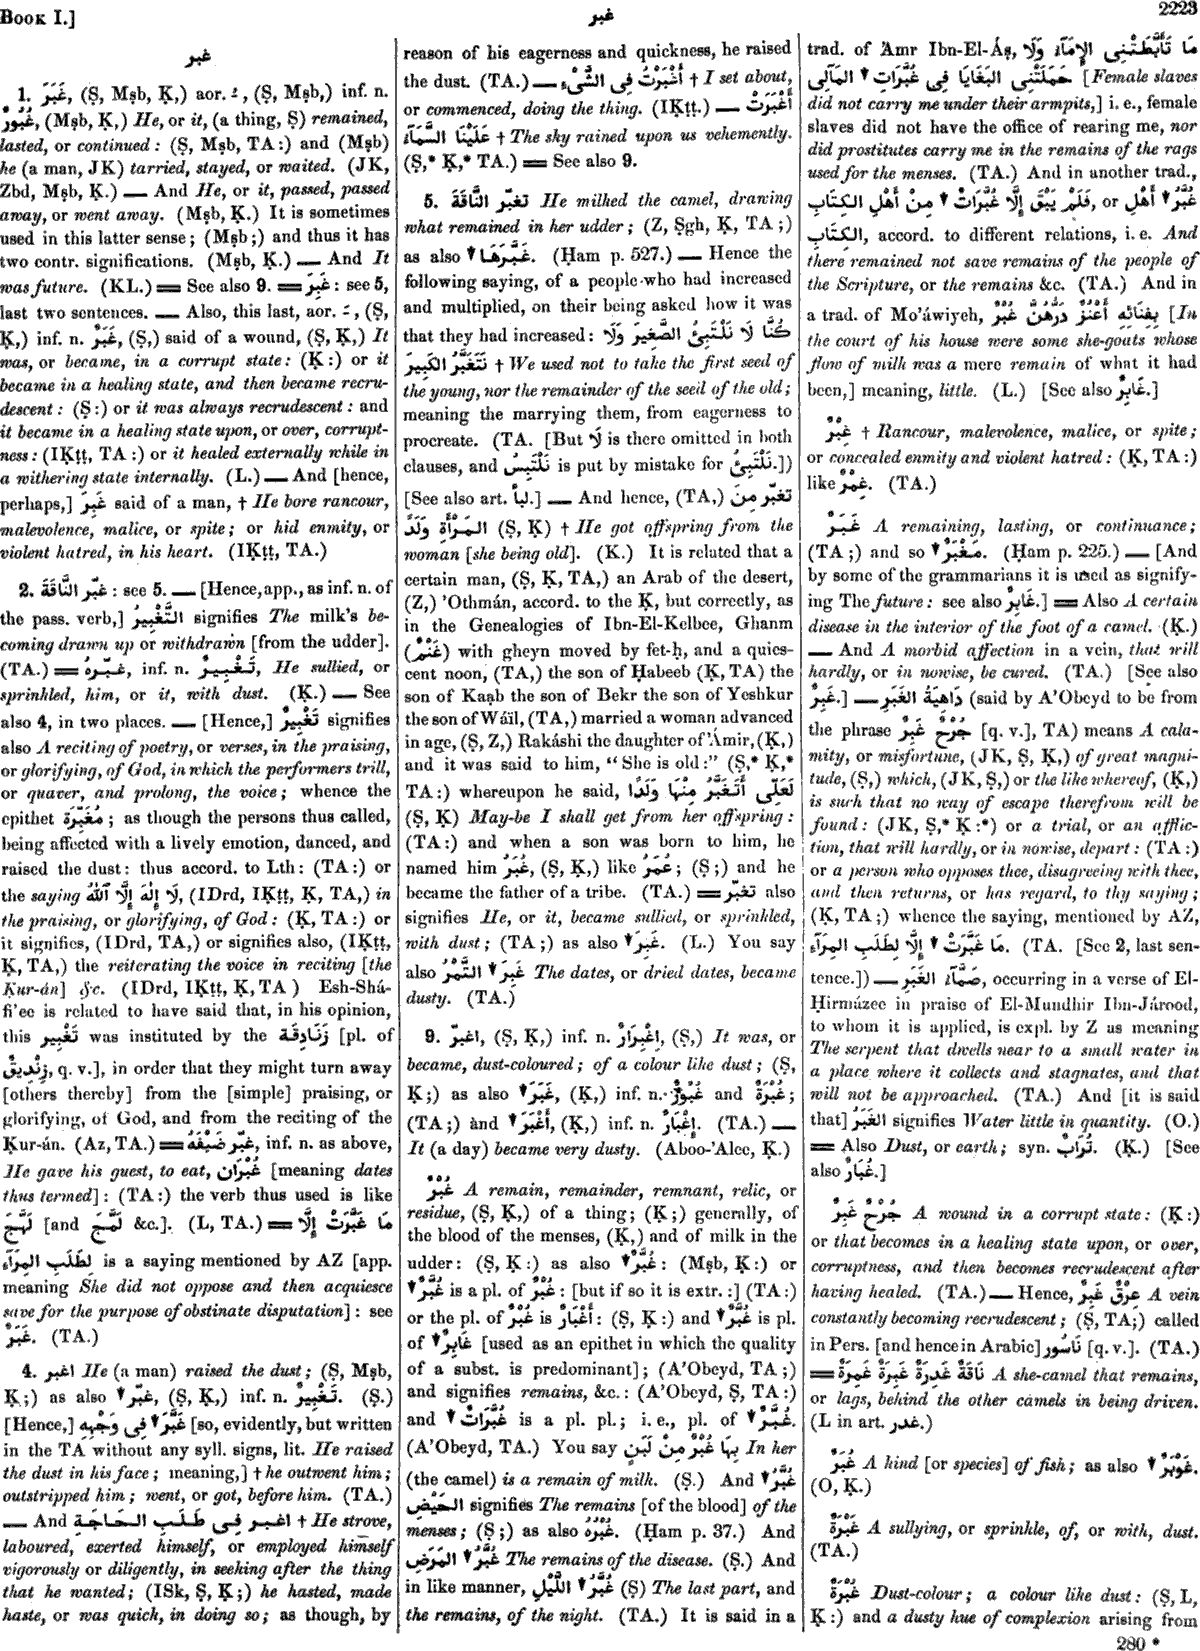 BOOK I.]
غبر
2223
غبر
1. غَبَرَ, (Ṣ, Mṣb, Ḳ,) aor. ـُ , (Ṣ, Mṣb,) inf. n.
غُبُورٌ, (Mṣb, Ḳ,) He, or it, (a thing, Ṣ) remained,
lasted, or continued: (Ṣ, Mṣb, TA:) and (Mṣb)
he (a man, JK) tarried, stayed, or waited. (JK,
Zbd, Mṣb, Ḳ.) — And He, or it, passed, passed
away, or went away. (Mṣb, Ḳ.) It is sometimes
used in this latter sense; (Mṣb;) and thus it has
two contr. significations. (Mṣb, Ḳ.) — And It
was future. (KL.) = See also 9. = غَبِرَ: see 5,
last two sentences. — Also, this last, aor. ـَ , (Ṣ,
Ḳ,) inf. n. غَبَرٌ, (Ṣ,) said of a wound, (Ṣ, Ḳ,) It
was, or became, in a corrupt state: (Ḳ:) or it
became in a healing state, and then became recru-
descent: (Ṣ:) or it was always recrudescent: and
it became in a healing state upon, or over, corrupt-
ness: (IḲṭṭ, TA:) or it healed externally while in
a withering state internally. (L.) — And [hence,
perhaps,] غَبِرَ said of a man, † He bore rancour,
malevolence, malice, or spite; or hid enmity, or
violent hatred, in his heart. (IḲṭṭ, TA.)
2. غبّر النَّاقَةَ: see 5. — [Hence, app., as inf. n. of
the pass. verb,] التَّغْبِيرُ signifies The milk's be-
coming drawn up or withdrawn [from the udder].
(TA.) = غبّرهُ, inf. n. تَغْبِيرٌ, He sullied, or
sprinkled, him, or it, with dust. (Ḳ.) — See
also 4, in two places. — [Hence,] تَغْبِيرٌ signifies
also A reciting of poetry, or verses, in the praising,
or glorifying, of God, in which the performers trill,
or quaver, and prolong, the voice; whence the
epithet مُغَبِّرَة; as though the persons thus called,
being affected with a lively emotion, danced, and
raised the dust: thus accord. to Lth: (TA:) or
the saying لَا إِلٰهَ إِلَّا ٱللّٰهُ, (IDrd, IḲṭṭ, Ḳ, TA,) in
the praising, or glorifying, of God: (Ḳ, TA:) or
it signifies, (IDrd, TA,) or signifies also, (IḲṭṭ,
Ḳ, TA,) the reiterating the voice in reciting [the
Ḳur-án] &c. (IDrd, IḲṭṭ, Ḳ, TA ) Esh-Shá-
fi'ee is related to have said that, in his opinion,
this تَغْبِير was instituted by the زَنَادِقَة [pl. of
زِنْدِيقٌ, q. v.], in order that they might turn away
[others thereby] from the [simple] praising, or
glorifying, of God, and from the reciting of the
Ḳur-án. (Az, TA.) = غبّر ضَيْفَهُ, inf. n. as above,
He gave his guest, to eat, غُبْرَان [meaning dates
thus termed]: (TA:) the verb thus used is like
لَهَّجَ [and لَمَّجَ &c.]. (L, TA.) = مَا غَبَّرَتْ إِلَّا
لِطَلَبِ المِرَآءِ is a saying mentioned by AZ [app.
meaning She did not oppose and then acquiesce
save for the purpose of obstinate disputation]: see
غَبَرٌ. (TA.)
4. اغبر He (a man) raised the dust; (Ṣ, Mṣb,
Ḳ;) as also ▼ غبّر, (Ṣ, Ḳ,) inf. n. تَغْبِيرٌ. (Ṣ.)
[Hence,] غَبَّرَ ▼ فِى وَجْهِهِ [so, evidently, but written
in the TA without any syll. signs, lit. He raised
the dust in his face; meaning,] † he outwent him;
outstripped him; went, or got, before him. (TA.)
— And اغبر فِى طَلَبِ الحَاجَةِ † He strove,
laboured, exerted himself, or employed himself
vigorously or diligently, in seeking after the thing
that he wanted; (ISk, Ṣ, Ḳ;) he hasted, made
haste, or was quick, in doing so; as though, by
reason of his eagerness and quickness, he raised
the dust. (TA.) — أَغْبَرْتُ فِى الشَّىْءِ † I set about,
or commenced, doing the thing. (IḲṭṭ.) — أَغْبَرَتْ
عَلَيْنَا السَّمَآءُ † The sky rained upon us vehemently.
(Ṣ,* Ḳ,* TA.) = See also 9.
5. تغبّر النَّاقَةَ He milked the camel, drawing
what remained in her udder; (Z, Ṣgh, Ḳ, TA;)
as also ▼ غَبَّرَهَا. (Ḥam p. 527.) — Hence the
following saying, of a people who had increased
and multiplied, on their being asked how it was
that they had increased: كُنَّا لَا نَلْتَبِئُ الصَّغِيرَ وَلَا
نَتَغَبَّرُ الكَبِيرَ † We used not to take the first seed of
the young, nor the remainder of the seed of the old;
meaning the marrying them, from eagerness to
procreate. (TA. [But لَا is there omitted in both
clauses, and نَلْتَبِسُ is put by mistake for نَلْتَبِئُ.])
[See also art. لبأ.] — And hence, (TA,) تغبّر مِنَ
المَرْأَةِ وَلَدًا (Ṣ, Ḳ) † He got offspring from the
woman [she being old]. (K.) It is related that a
certain man, (Ṣ, Ḳ, TA,) an Arab of the desert,
(Z,) 'Othmán, accord. to the Ḳ, but correctly, as
in the Genealogies of Ibn-El-Kelbee, Ghanm
(غَنْمٌ) with gheyn moved by fet-ḥ, and a quies-
cent noon, (TA,) the son of Ḥabeeb (Ḳ, TA) the
son of Kaạb the son of Bekr the son of Yeshkur
the son of Wáïl, (TA,) married a woman advanced
in age, (Ṣ, Z,) Rakáshi the daughter of 'Ámir, (Ḳ,)
and it was said to him, “She is old:” (Ṣ,* Ḳ,*
TA:) whereupon he said, لَعَلِّى أَتَغَبَّرُ مِنْهَا وَلَدًا
(Ṣ, Ḳ) May-be I shall get from her offspring:
(TA:) and when a son was born to him, he
named him غُبَرُ, (Ṣ, Ḳ,) like عُمَرُ; (Ṣ;) and he
became the father of a tribe. (TA.) = تغبّر also
signifies He, or it, became sullied, or sprinkled,
with dust; (TA;) as also ▼ غَبِرَ. (L.) You say
also غَبِرَ ▼ التَّمْرُ The dates, or dried dates, became
dusty. (TA.)
9. اغبرّ, (Ṣ, Ḳ,) inf. n. اِغْبِرَارٌ, (Ṣ,) It was, or
became, dust-coloured; of a colour like dust; (Ṣ,
Ḳ;) as also ▼ غَبَرَ, (Ḳ,) inf. n. غُبُورٌ and غُبْرَةٌ;
(TA;) and ▼ أَغْبَرَ, (Ḳ,) inf. n. إِغْبَارٌ. (TA.) —
It (a day) became very dusty. (Aboo-'Alee, Ḳ.)
غُبْرٌ A remain, remainder, remnant, relic, or
residue, (Ṣ, Ḳ,) of a thing; (Ḳ;) generally, of
the blood of the menses, (Ḳ,) and of milk in the
udder: (Ṣ, Ḳ:) as also ▼ غُبَّرٌ: (Mṣb, Ḳ:) or
▼ غُبَّرٌ is a pl. of غُبْرٌ: [but if so it is extr.:] (TA:)
or the pl. of غُبْرٌ is أَغْبَارٌ: (Ṣ, Ḳ:) and ▼ غُبَّرٌ is pl.
of ▼ غَابِرٌ [used as an epithet in which the quality
of a subst. is predominant]; (A'Obeyd, TA;)
and signifies remains, &c.: (A'Obeyd, Ṣ, TA:)
and ▼ غُبَّرَاتٌ is a pl. pl.; i. e., pl. of ▼ غُبَّرٌ.
(A'Obeyd, TA.) You say بِهَا غُبْرٌ مِنْ لَبَنٍ In her
(the camel) is a remain of milk. (Ṣ.) And ▼ غُبَّرُ
الحَيْضِ signifies The remains [of the blood] of the
menses; (Ṣ;) as also غُبْرُهُ. (Ḥam p. 37.) And
غُبَّرُ ▼ المَرَضِ The remains of the disease. (Ṣ.) And
in like manner, غُبَّرُ ▼ اللَّيْلِ (Ṣ) The last part, and
the remains, of the night. (TA.) It is said in a
trad. of 'Amr Ibn-El-Áṣ, مَا تَأَبَّطَتْنِى الإِمَآءُ وَلَا
حَمَلَتْنِى البَغَايَا فِى غُبَّرَاتِ ▼ المَآلِى [Female slaves
did not carry me under their armpits,] i. e., female
slaves did not have the office of rearing me, nor
did prostitutes carry me in the remains of the rags
used for the menses. (TA.) And in another trad.,
فَلَمْ يَبْقَ إِلَّا غُبَّرَاتٌ ▼ مِنْ أَهْلِ الكِتَابِ, or غُبَّرُ ▼ أَهْلِ
الكِتَابِ, accord. to different relations, i. e. And
there remained not save remains of the people of
the Scripture, or the remains &c. (TA.) And in
a trad. of Mo'áwiyeh, بِفِنَائِهِ أَعْنُزٌ دَرُّهُنَّ غُبْرٌ [In
the court of his house were some she-goats whose
flow of milk was a mere remain of what it had
been,] meaning, little. (L.) [See also غَابِرٌ.]
غِبْرٌ † Rancour, malevolence, malice, or spite;
or concealed enmity and violent hatred: (Ḳ, TA:)
like غِمْرٌ. (TA.)
غَبَرٌ A remaining, lasting, or continuance;
(TA;) and so ▼ مَغْبَرٌ. (Ḥam p. 225.) — [And
by some of the grammarians it is used as signify-
ing The future: see also غَابِرٌ.] = Also A certain
disease in the interior of the foot of a camel. (Ḳ.)
— And A morbid affection in a vein, that will
hardly, or in nowise, be cured. (TA.) [See also
غَبِرٌ.] — دَاهِيَةُ الغَبَرِ (said by A'Obeyd to be from
the phrase جُرْحٌ غَبِرٌ [q. v.], TA) means A cala-
mity, or misfortune, (JK, Ṣ, Ḳ,) of great magni-
tude, (Ṣ,) which, (JK, Ṣ,) or the like whereof, (Ḳ,)
is such that no way of escape therefrom will be
found: (JK, Ṣ,* Ḳ:*) or a trial, or an afflic-
tion, that will hardly, or in nowise, depart: (TA:)
or a person who opposes thee, disagreeing with thee,
and then returns, or has regard, to thy saying;
(Ḳ, TA;) whence the saying, mentioned by AZ,
مَا غَبَّرَتْ ▼ إِلَّا لِطَلَبِ المِرَآءِ. (TA. [See 2, last sen-
tence.]) — صَمَّآءُ الغَبَرِ, occurring in a verse of El-
Ḥirmázee in praise of El-Mundhir Ibn-Járood,
to whom it is applied, is expl. by Z as meaning
The serpent that dwells near to a small water in
a place where it collects and stagnates, and that
will not be approached. (TA.) And [it is said
that] الغَبَرُ signifies Water little in quantity. (O.)
= Also Dust, or earth; syn. تُرَابٌ. (Ḳ.) [See
also غُبَارٌ.]
جُرْحٌ غَبِرٌ A wound in a corrupt state: (Ḳ:)
or that becomes in a healing state upon, or over,
corruptness, and then becomes recrudescent after
having healed. (TA.) — Hence, عِرْقٌ غَبِرٌ A vein
constantly becoming recrudescent; (Ṣ, TA;) called
in Pers. [and hence in Arabic] نَاسُور [q. v.]. (TA.)
= نَاقَةٌ غَدِرَةٌ غَبِرَةٌ غَمِرَةٌ A she-camel that remains,
or lags, behind the other camels in being driven.
(L in art. غدر.)
غُبَرٌ A kind [or species] of fish; as also ▼ غَوْبَرٌ.
(O, Ḳ.)
غَبْرَةٌ A sullying, or sprinkle, of, or with, dust.
(TA.)
غُبْرَةٌ Dust-colour; a colour like dust: (Ṣ, L,
Ḳ:) and a dusty hue of complexion arising from
280 *